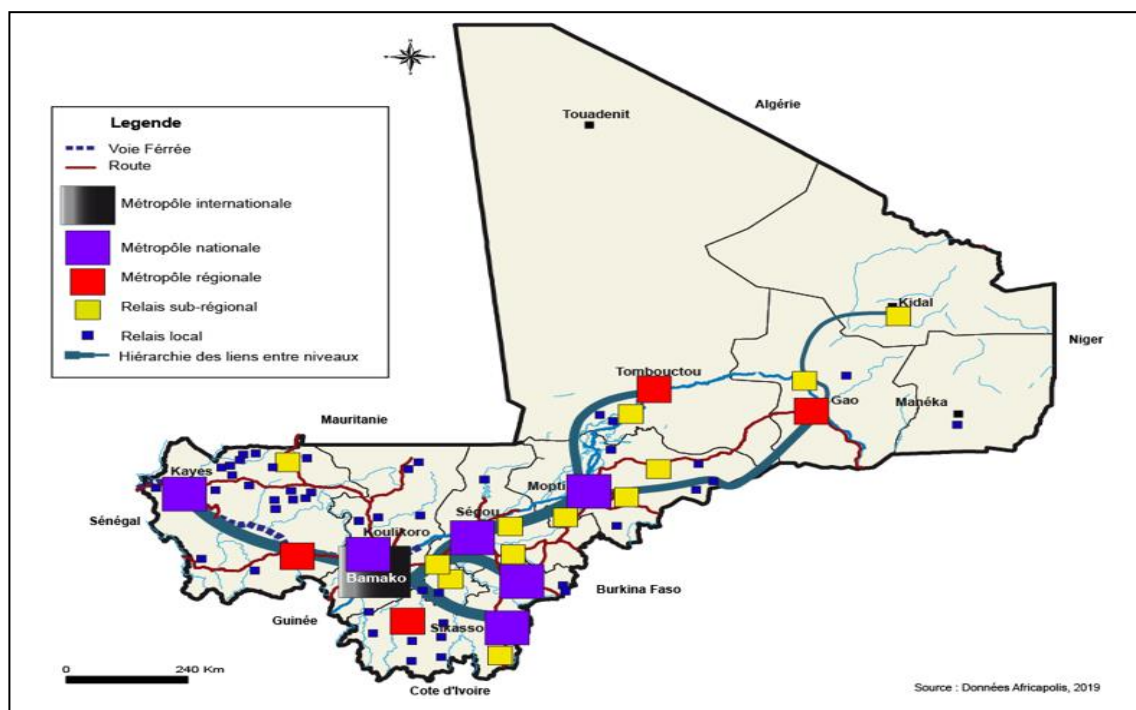 Legende
Voie Férrée
Route
Métropôle internationale
Métropôle nationale
Métropôle régionale
Relais sub-régional
Relais local
Hiérarchie des liens entre niveaux
Algérie
Touadenit
Kidal
Niger
Tombouctou
Gao
Manéka
Mauritanie
Kayes
Mopti
Ségou
Sénégal
Koulikoro
Bamako
Burkina Faso
Guinée
Sikasso
0 240 Km
Cote d'Ivoire
Source : Données Africapolis, 2019